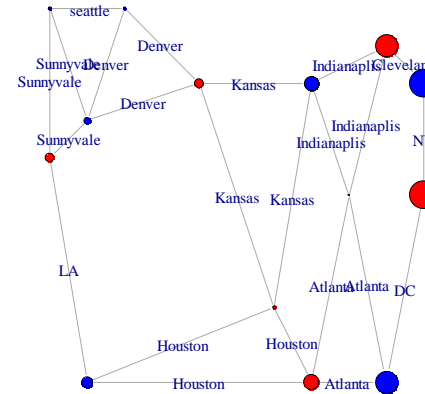 seattle
Denver
Sunnyvale
Denver
Sunnyvale
Denver
Sunnyvale
Kansas
Indianaplis
Clevelan
Indianaplis
Indianaplis
N
Kansas
Kansas
LA
Atlanta
Atlanta
DC
Houston
Houston
Houston
Atlanta